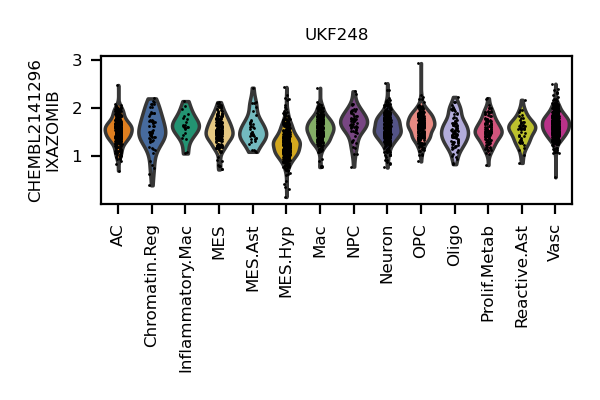 UKF248
CHEMBL2141296
IXAZOMIB
3
2
1
AC
Chromatin.Reg
Inflammatory.Mac
MES
MES.Ast
MES.Hyp
Mac
NPC
Neuron
OPC
Oligo
Prolif.Metab
Reactive.Ast
Vasc